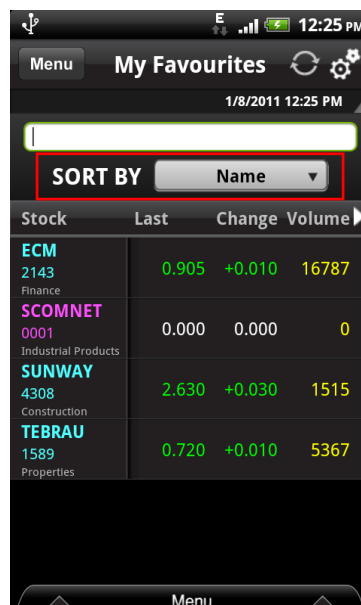 E 12:25 PM
Menu My Favourites
1/8/2011 12:25 PM
SORT BY Name
Stock Last Change Volume
ECM
2143 0.905 +0.010 16787
Finance
SCOMNET
0001 0.000 0.000 0
Industrial Products
SUNWAY
4308 2.630 +0.030 1515
Construction
TEBRAU
1589 0.720 +0.010 5367
Properties
Menu